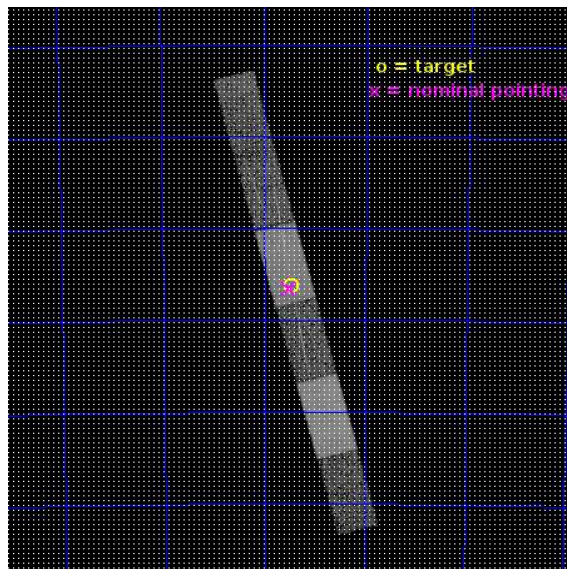 o = target
x = nominal pointing